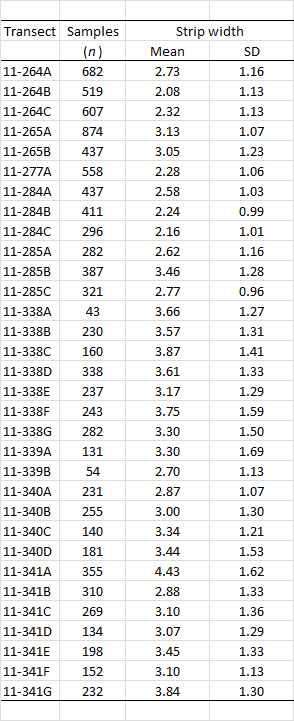 Transect Samples Strip width
(n) Mean SD
11-264A 682 2.73 1.16
11-264B 519 2.08 1.13
11-264C 607 2.32 1.13
11-265A 874 3.13 1.07
11-265B 437 3.05 1.23
11-277A 558 2.28 1.06
11-284A 437 2.58 1.03
11-284B 411 2.24 0.99
11-284C 296 2.16 1.01
11-285A 282 2.62 1.16
11-285B 387 3.46 1.28
11-285C 321 2.77 0.96
11-338A 43 3.66 1.27
11-338B 230 3.57 1.31
11-338C 160 3.87 1.41
11-338D 338 3.61 1.33
11-338E 237 3.17 1.29
11-338F 243 3.75 1.59
11-338G 282 3.30 1.50
11-339A 131 3.30 1.69
11-339B 54 2.70 1.13
11-340A 231 2.87 1.07
11-340B 255 3.00 1.30
11-340C 140 3.34 1.21
11-340D 181 3.44 1.53
11-341A 355 4.43 1.62
11-341B 310 2.88 1.33
11-341C 269 3.10 1.36
11-341D 134 3.07 1.29
11-341E 198 3.45 1.33
11-341F 152 3.10 1.13
11-341G 232 3.84 1.30